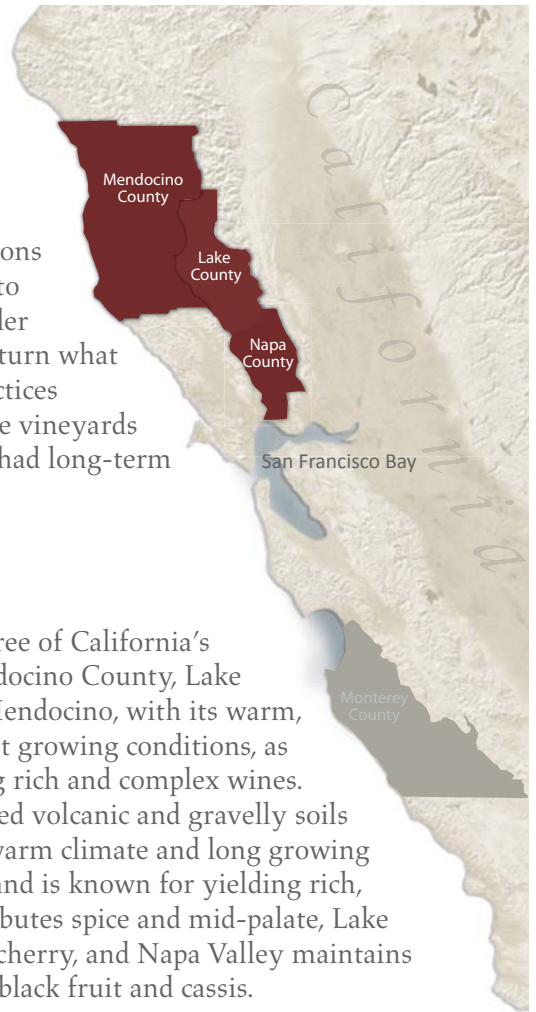 California
Mendocino
County
Lake
County
Napa
County
San Francisco Bay
Monterey
County
ons
to
ler
turn what
ctices
e vineyards
had long-term
ree of California's
docino County, Lake
Mendocino, with its warm,
t growing conditions, as
g rich and complex wines.
ed volcanic and gravelly soils
warm climate and long growing
and is known for yielding rich,
butes spice and mid-palate, Lake
cherry, and Napa Valley maintains
black fruit and cassis.